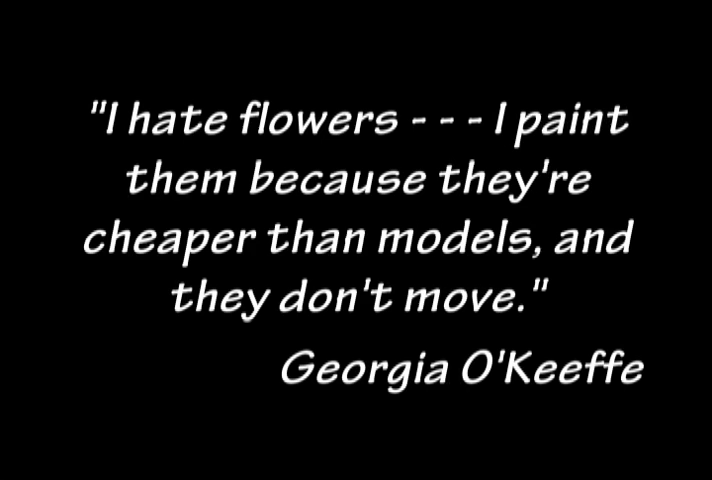 "I hate flowers - - - I paint
them because they're
cheaper than models, and
they don't move."
Georgia O'Keeffe